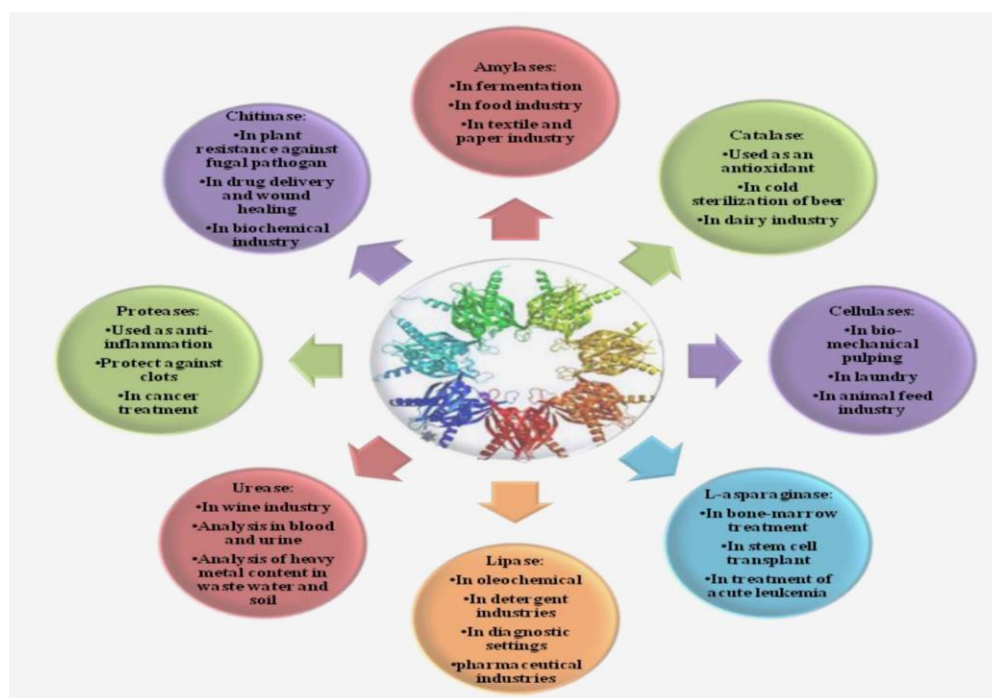 Amylases:
•In fermentation
•In food industry
•In textile and
paper industry
Catalase:
•Used as an
antioxidant
•In cold
sterilization of beer
•In dairy industry
Cellulases:
•In bio-
mechanical
pulping
•In laundry
•In animal feed
industry
L-asparaginase:
•In bone-marrow
treatment
•In stem cell
transplant
•In treatment of
acute leukemia
Lipase:
•In oleochemical
•In detergent
industries
•In diagnostic
settings
•pharmaceutical
industries
Urease:
•In wine industry
•Analysis in blood
and urine
•Analysis of heavy
metal content in
waste water and
soil
Proteases:
•Used as anti-
inflammation
•Protect against
clots
•In cancer
treatment
Chitinase:
•In plant
resistance against
fugal pathogan
•In drug delivery
and wound
healing
•In biochemical
industry